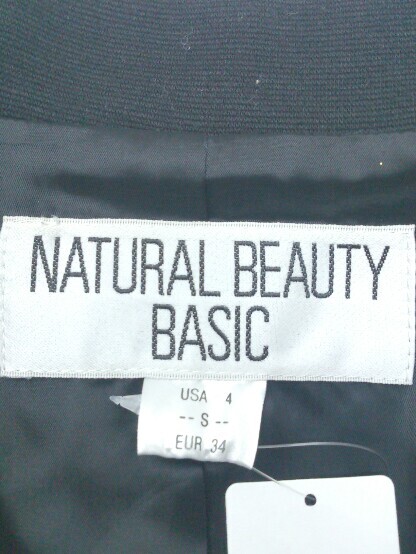 NATURAL BEAUTY
BASIC
USA 4
-- S --
EUR 34